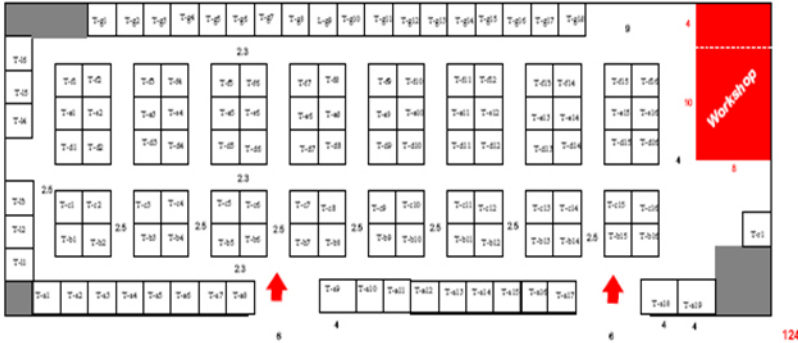 T-g1 T-g2 T-g3 T-g4 T-g5 T-g6 T-g7 T-g8 L-g9 T-g10 T-g11 T-g12 T-g13 T-g14 T-g15 T-g16 T-g17 T-g18
9
4
2.3
T-l6
T-l5
T-l4
T-f1 T-f2 T-f3 T-f4 T-f5 T-f6 T-f7 T-f8 T-f9 T-f10 T-f11 T-f12 T-f13 T-f14 T-f15 T-f16
T-e1 T-e2 T-e3 T-e4 T-e5 T-e6 T-e8 T-e9 T-e10 T-e11 T-e12 T-e13 T-e14 T-e15 T-e16
T-d1 T-d2 T-d3 T-d4 T-d5 T-d6 T-d7 T-d8 T-d9 T-d10 T-d11 T-d12 T-d13 T-d14 T-d15 T-d16
10
Workshop
4
8
2.3
2.5
T-l3
T-l2
T-l1
T-c1 T-c2 T-c3 T-c4 T-c5 T-c6 T-c7 T-c8 T-c9 T-c10 T-c11 T-c12 T-c13 T-c14 T-c15 T-c16
2.5 2.5 2.5 2.5 2.5 2.5 2.5
T-b1 T-b2 T-b3 T-b4 T-b5 T-b6 T-b7 T-b8 T-b9 T-b10 T-b11 T-b12 T-b13 T-b14 T-b15 T-b16
2.3
T-a1 T-a2 T-a3 T-a4 T-a5 T-a6 T-a7 T-a8 T-a9 T-a10 T-a11 T-a12 T-a13 T-a14 T-a15 T-a16 T-a17 T-a18 T-a19
6 4 6 4 4
124